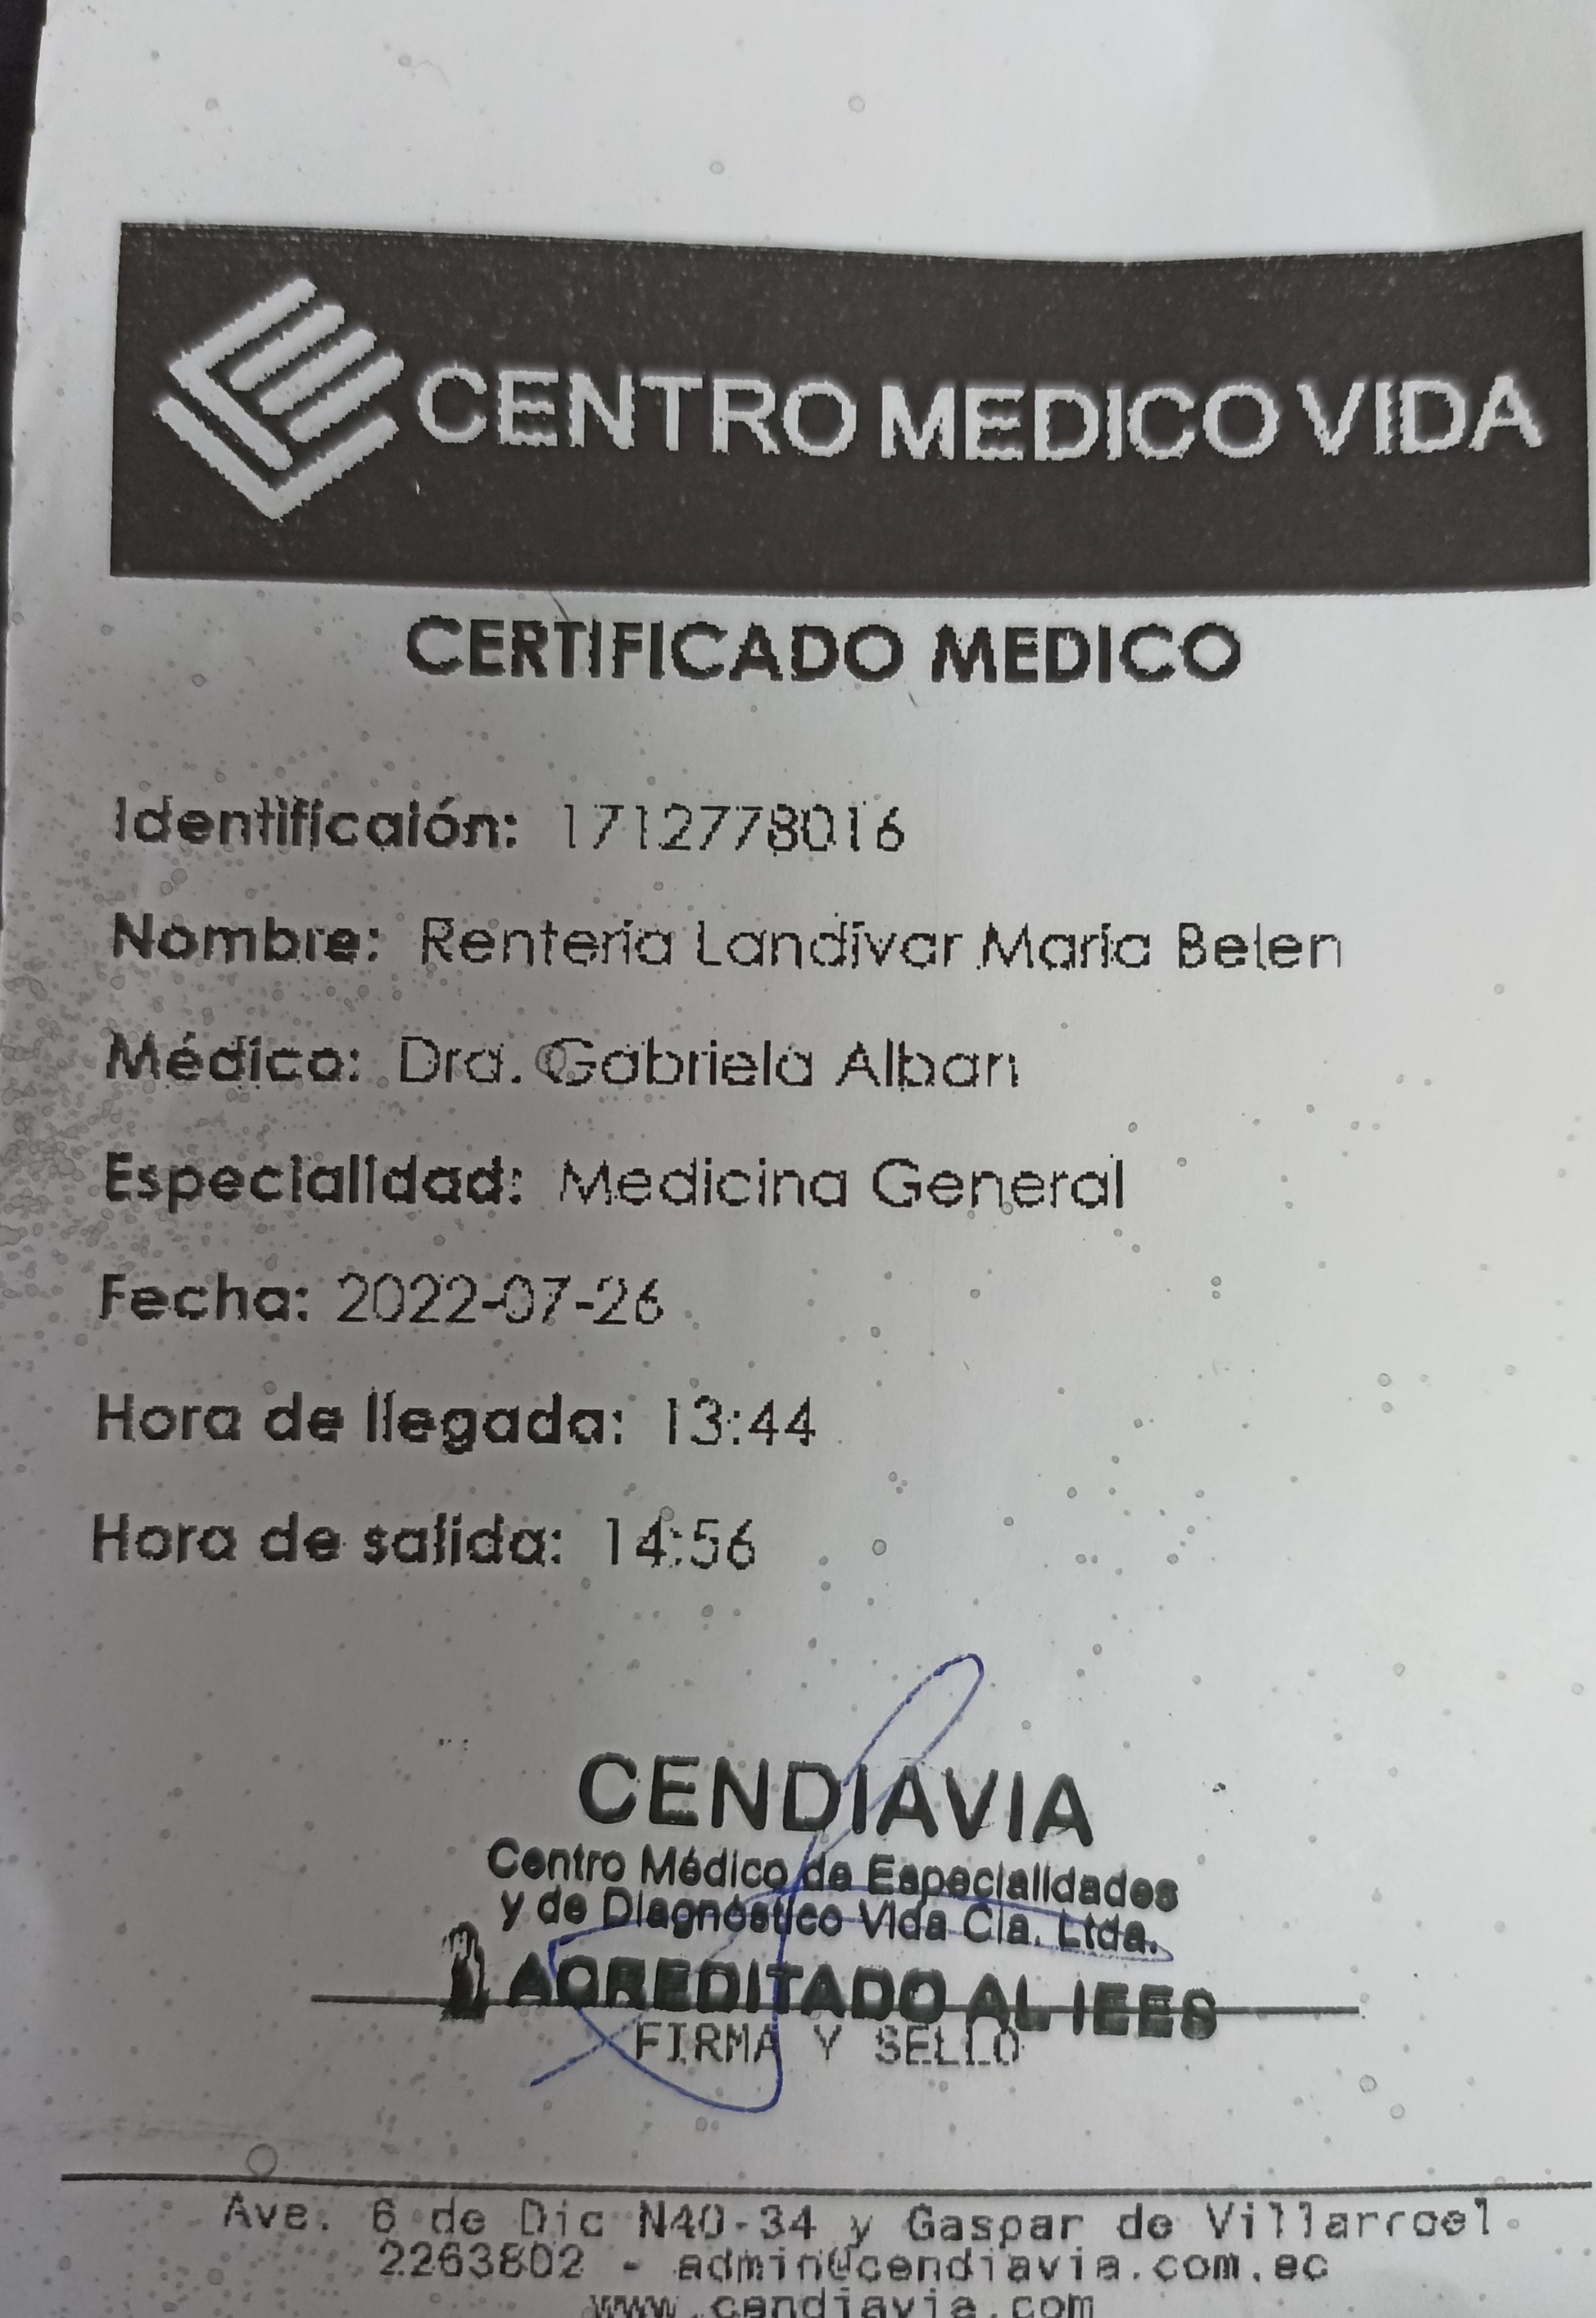 CENTRO MEDICO VIDA
CERTIFICADO MEDICO
Identificaión: 1712778016
Nombre: Renteria Landivar Maria Belen
Médico: Dra. Gabriela Alban
Especialidad: Medicina General
Fecha: 2022-07-26
Hora de llegada: 13:44
Hora de salida: 14:56
CENDIAVIA
Centro Médico de Especialidades
y de Diagnóstico Vida Cia. Ltda.
ACREDITADO AL IEES
FIRMA Y SELLO
Ave. 6 de Dic N40-34 y Gaspar de Villarroel
2263802 - admin@cendiavia.com.ec
www.cendiavia.com